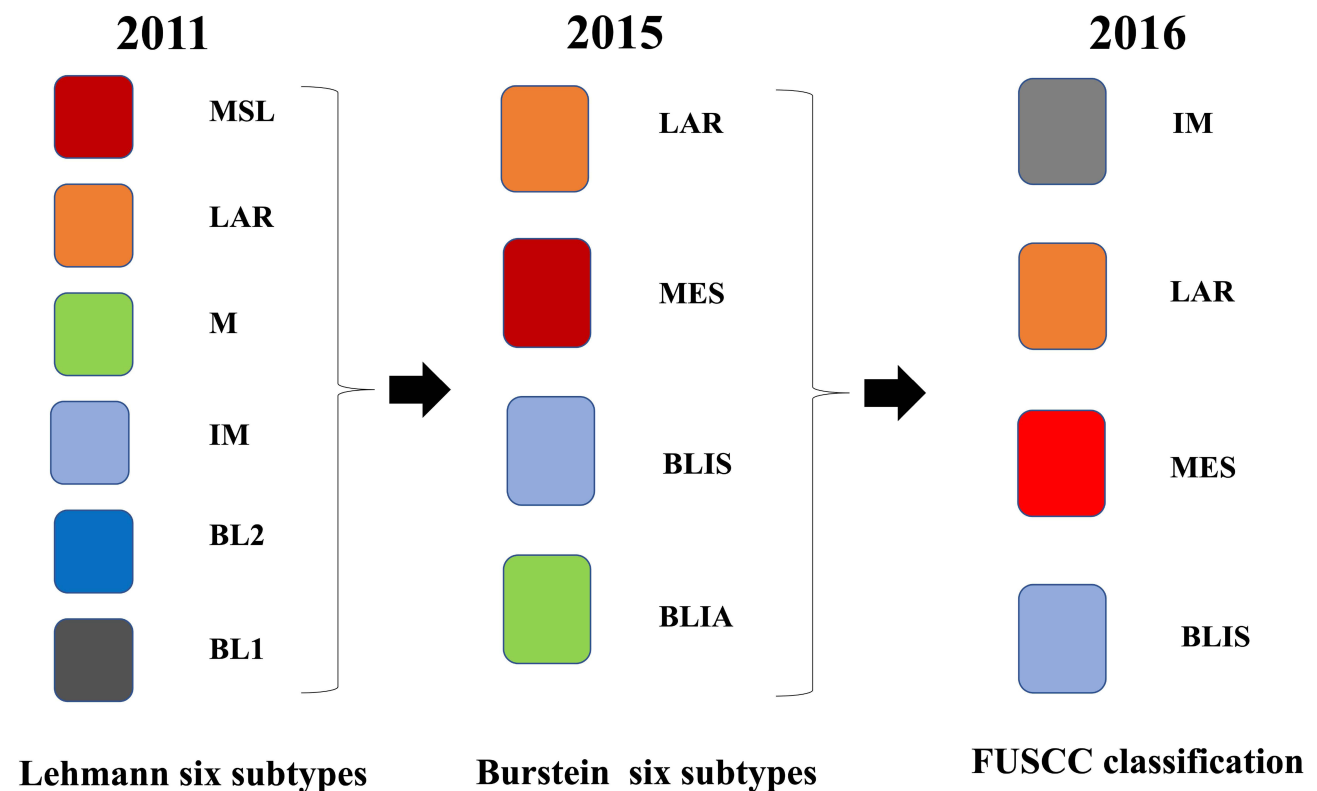 2011
MSL
LAR
M
IM
BL2
BL1
Lehmann six subtypes
2015
LAR
MES
BLIS
BLIA
Burstein six subtypes
2016
IM
LAR
MES
BLIS
FUSCC classification